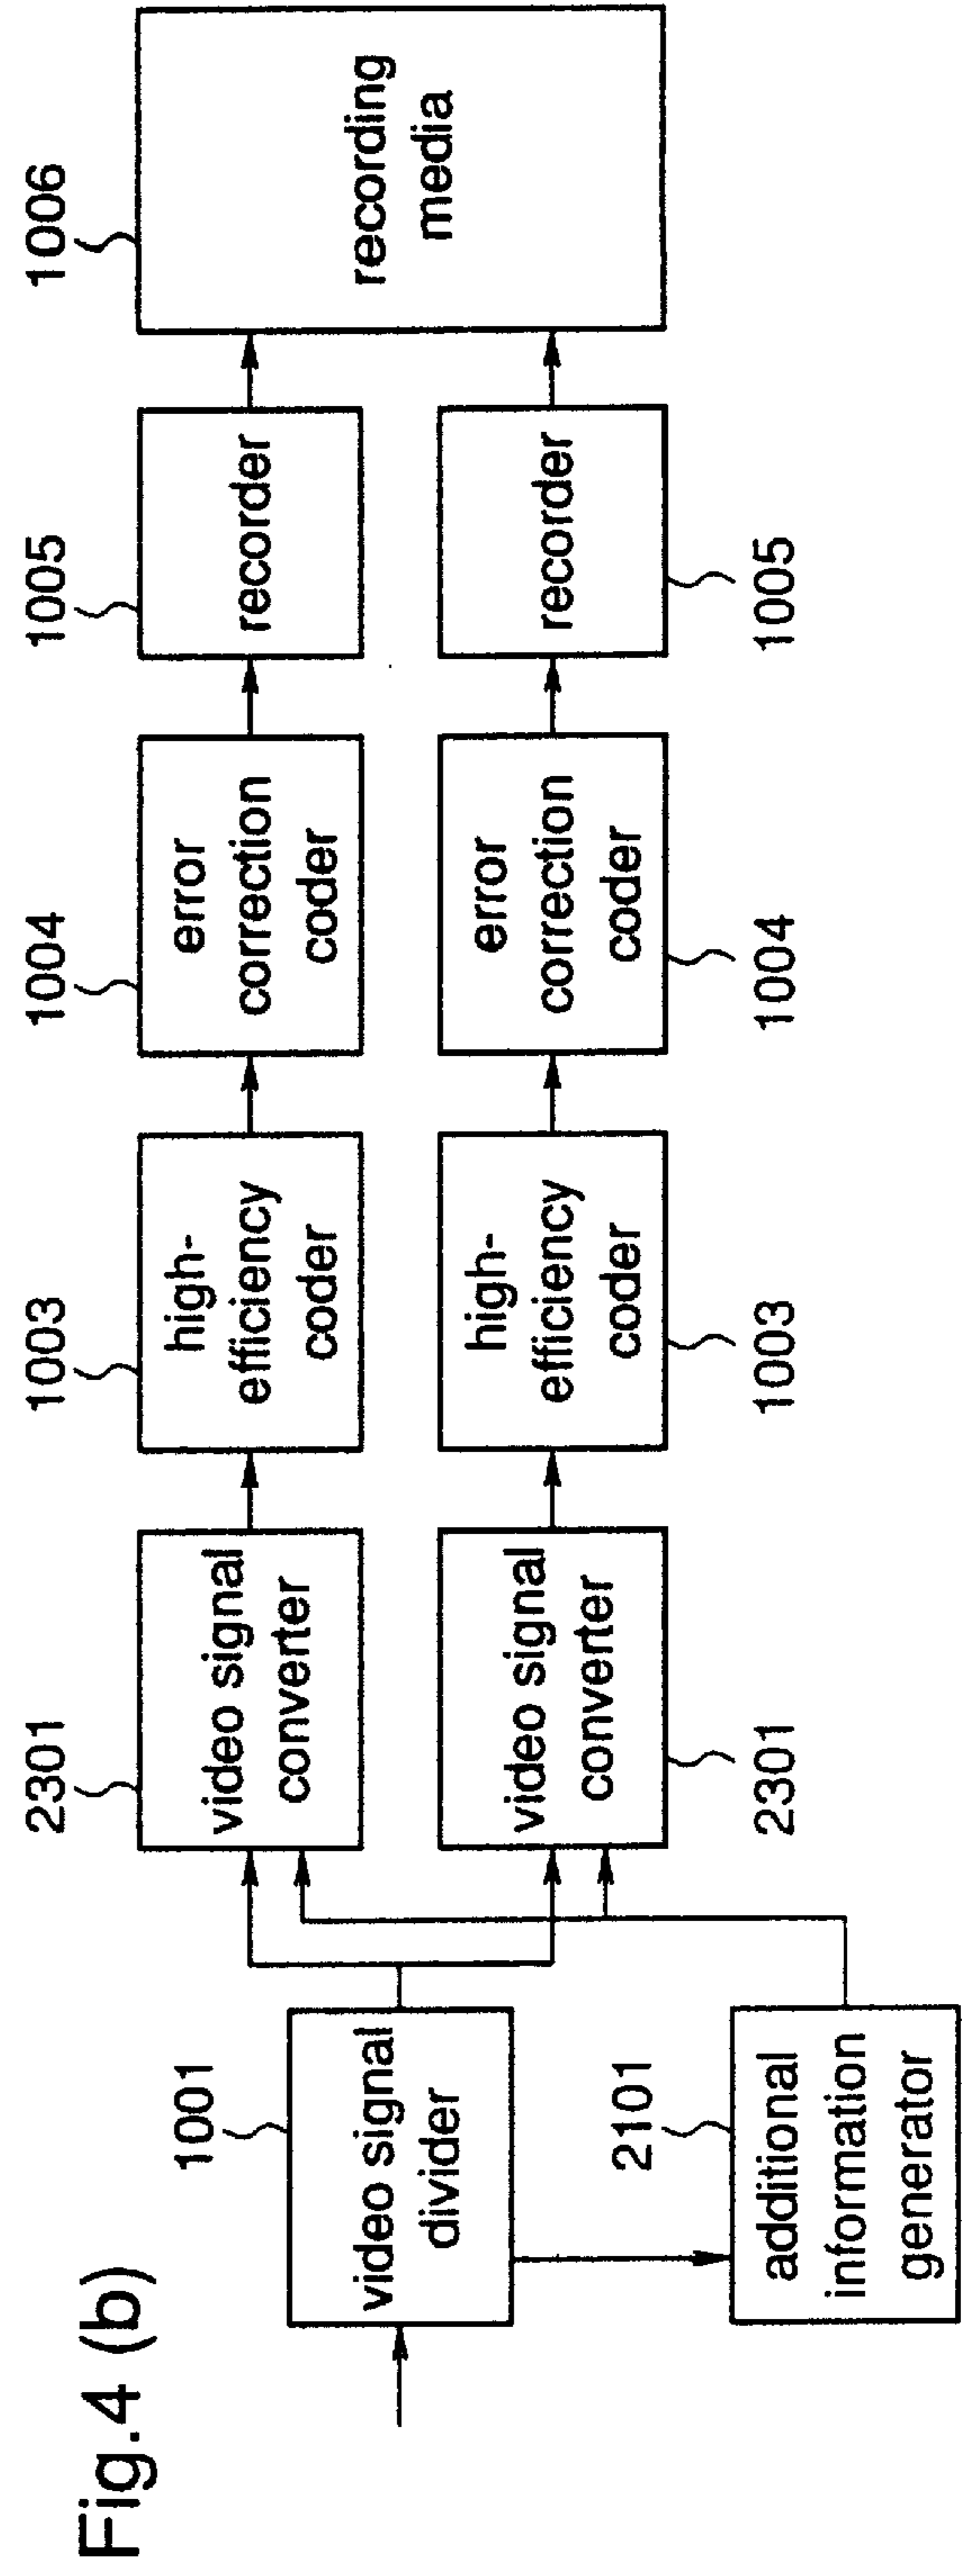 Fig.4 (b)
1001
video signal
divider
2101
additional
information
generator
2301
video signal
converter
1003
high-
efficiency
coder
1004
error
correction
coder
1005
recorder
1006
recording
media
video signal
converter
2301
high-
efficiency
coder
1003
error
correction
coder
1004
recorder
1005